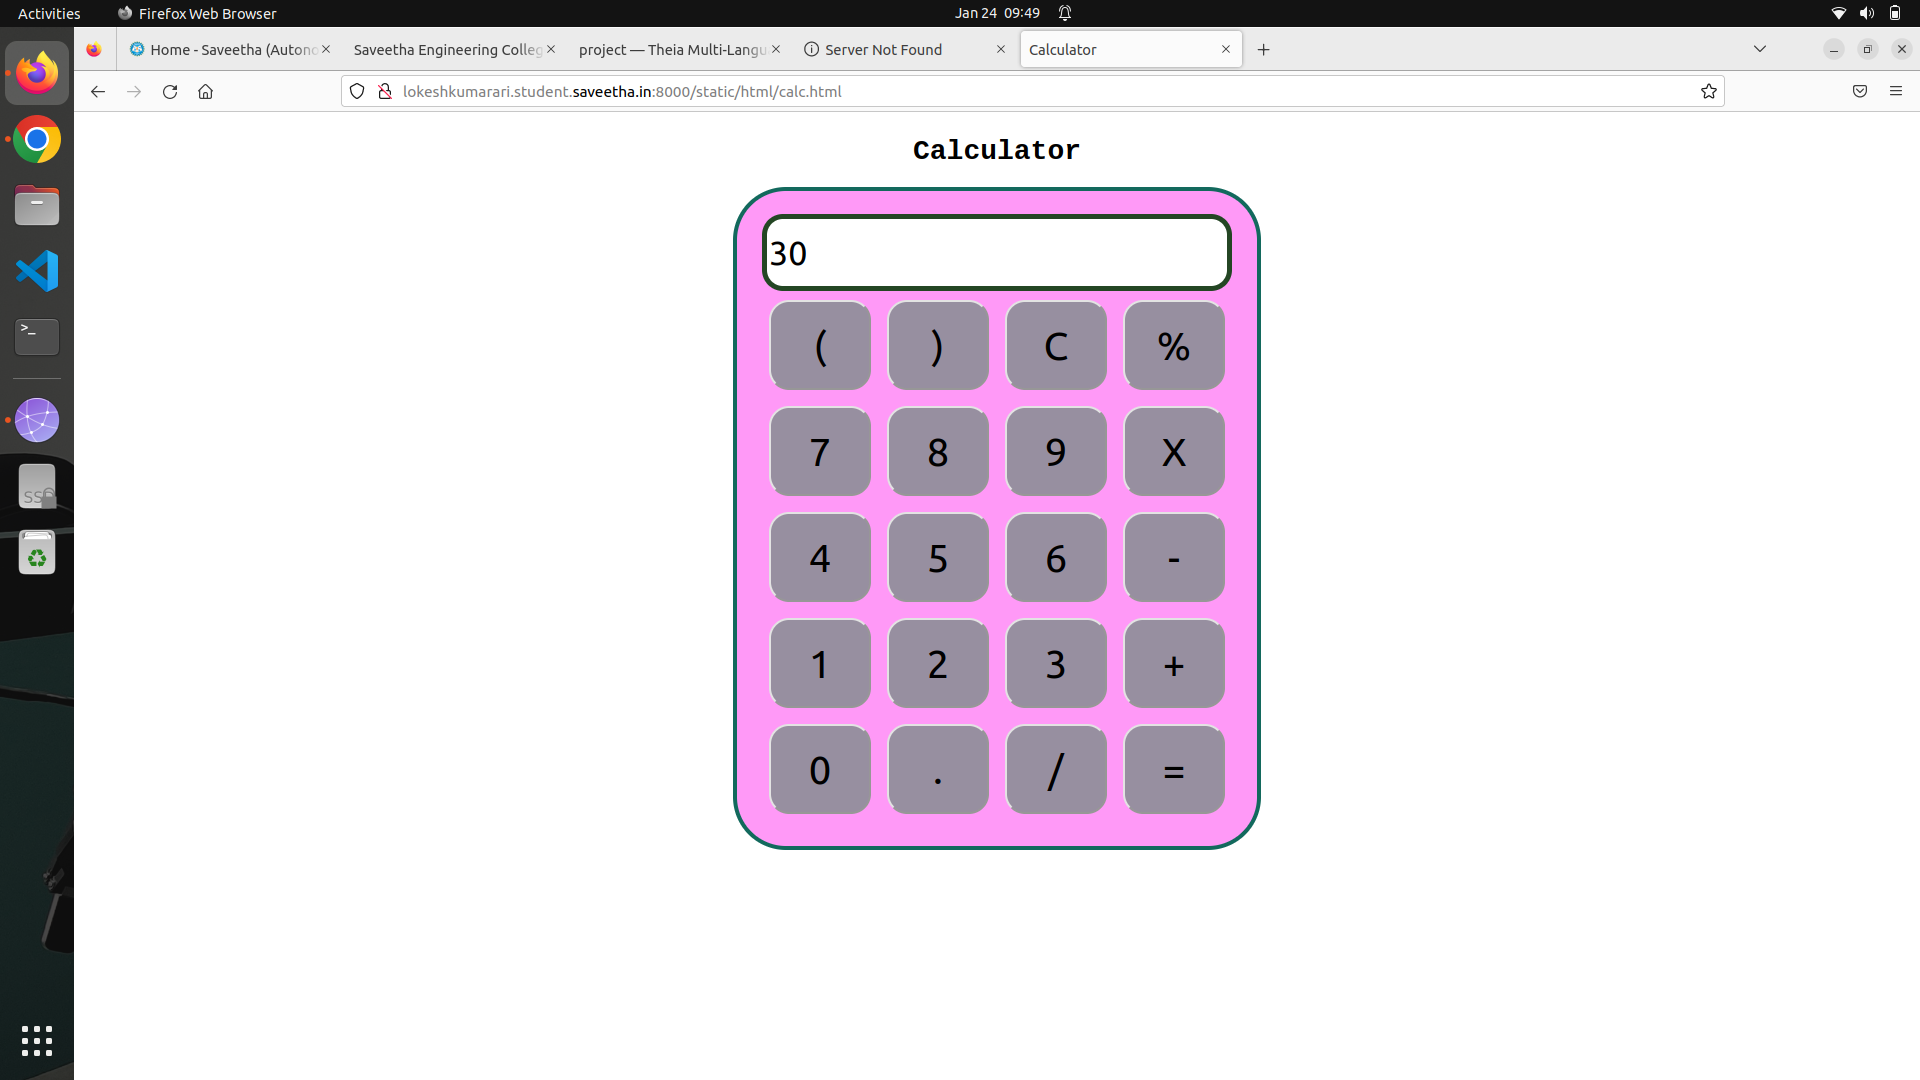 Activities
Firefox Web Browser
Jan 24 09:49
Home - Saveetha (Autono
Saveetha Engineering Colleg
project — Theia Multi-Langu
Server Not Found
Calculator
lokeshkumarari.student.saveetha.in:8000/static/html/calc.html
Calculator
30
( ) C %
7 8 9 X
4 5 6 -
1 2 3 +
0 . / =
>_
SS